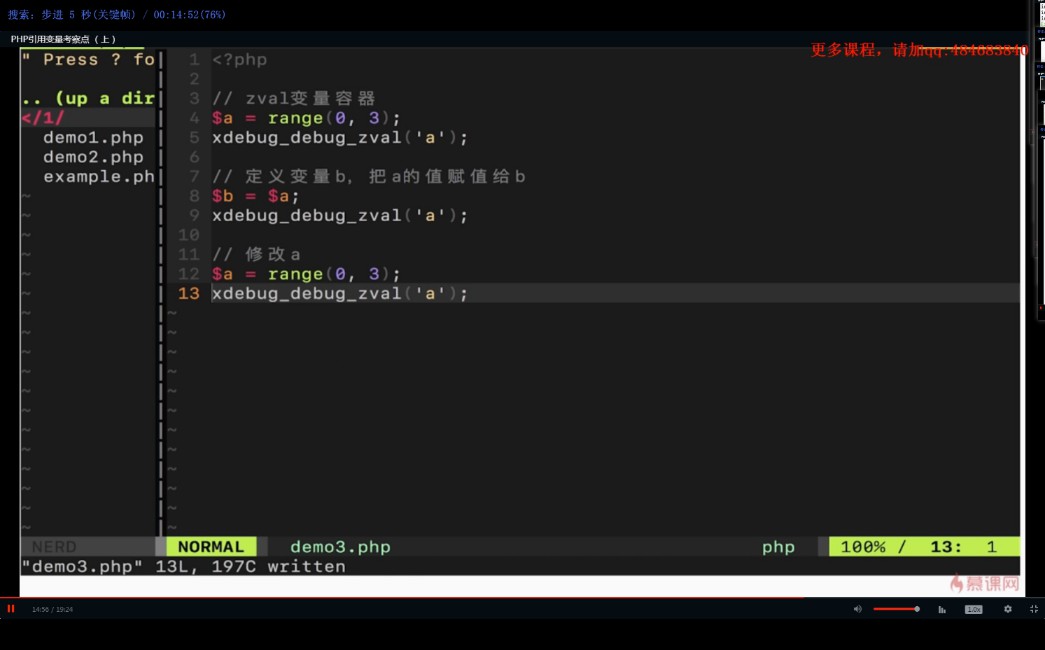 搜索: 步进 5 秒(关键帧) / 00:14:52(76%)
PHP引用变量考察点（上）
更多课程，请加qq:484683840
" Press ? fo
.. (up a dir
</1/
demo1.php
demo2.php
example.ph
1 <?php
2
3 // zval变量容器
4 $a = range(0, 3);
5 xdebug_debug_zval('a');
6
7 // 定义变量b, 把a的值赋值给b
8 $b = $a;
9 xdebug_debug_zval('a');
10
11 // 修改a
12 $a = range(0, 3);
13 xdebug_debug_zval('a');
NERD NORMAL demo3.php php 100% / 13: 1
"demo3.php" 13L, 197C written
慕课网
14:56 / 19:24 1.0x